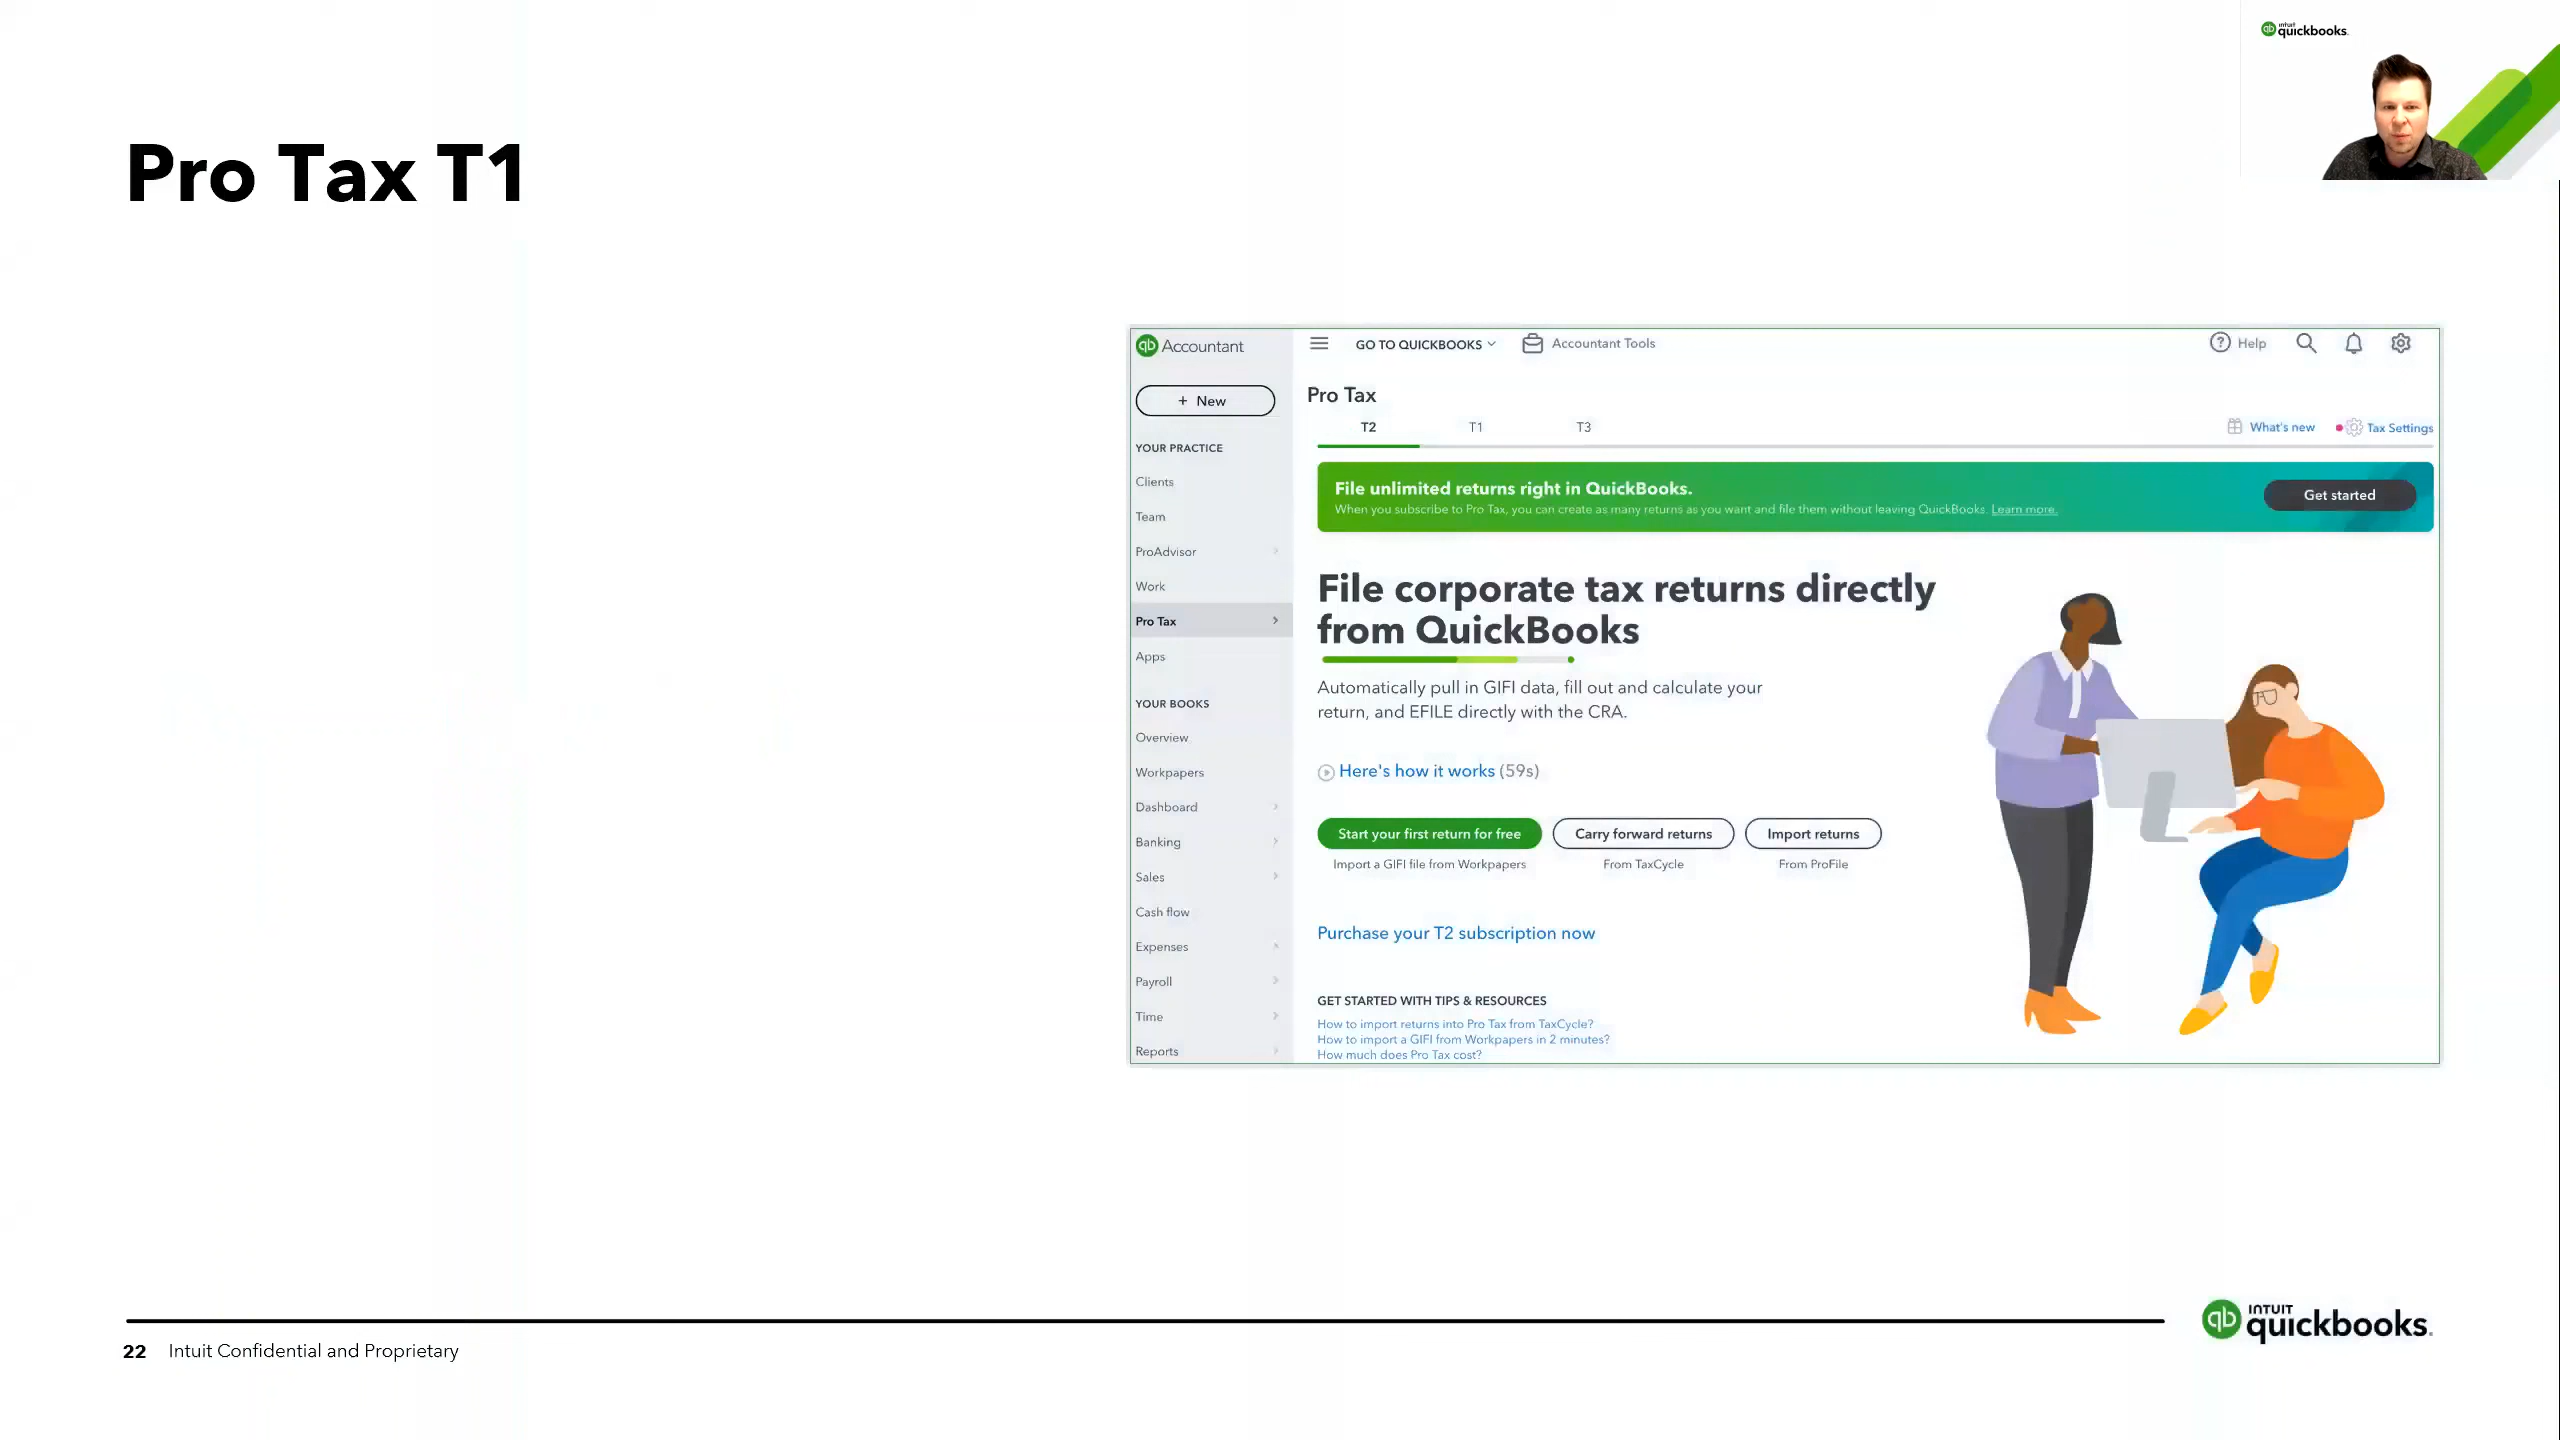 INTUIT
quickbooks.
Pro Tax T1
Accountant
GO TO QUICKBOOKS
Accountant Tools
Help
+ New
Pro Tax
T2
T1
T3
What's new
Tax Settings
YOUR PRACTICE
Clients
Team
ProAdvisor
Work
Pro Tax
Apps
YOUR BOOKS
Overview
Workpapers
Dashboard
Banking
Sales
Cash flow
Expenses
Payroll
Time
Reports
File unlimited returns right in QuickBooks.
When you subscribe to Pro Tax, you can create as many returns as you want and file them without leaving QuickBooks. Learn more.
Get started
File corporate tax returns directly
from QuickBooks
Automatically pull in GIFI data, fill out and calculate your
return, and EFILE directly with the CRA.
Here's how it works (59s)
Start your first return for free
Carry forward returns
Import returns
Import a GIFI file from Workpapers
From TaxCycle
From ProFile
Purchase your T2 subscription now
GET STARTED WITH TIPS & RESOURCES
How to import returns into Pro Tax from TaxCycle?
How to import a GIFI from Workpapers in 2 minutes?
How much does Pro Tax cost?
22 Intuit Confidential and Proprietary
INTUIT
quickbooks.